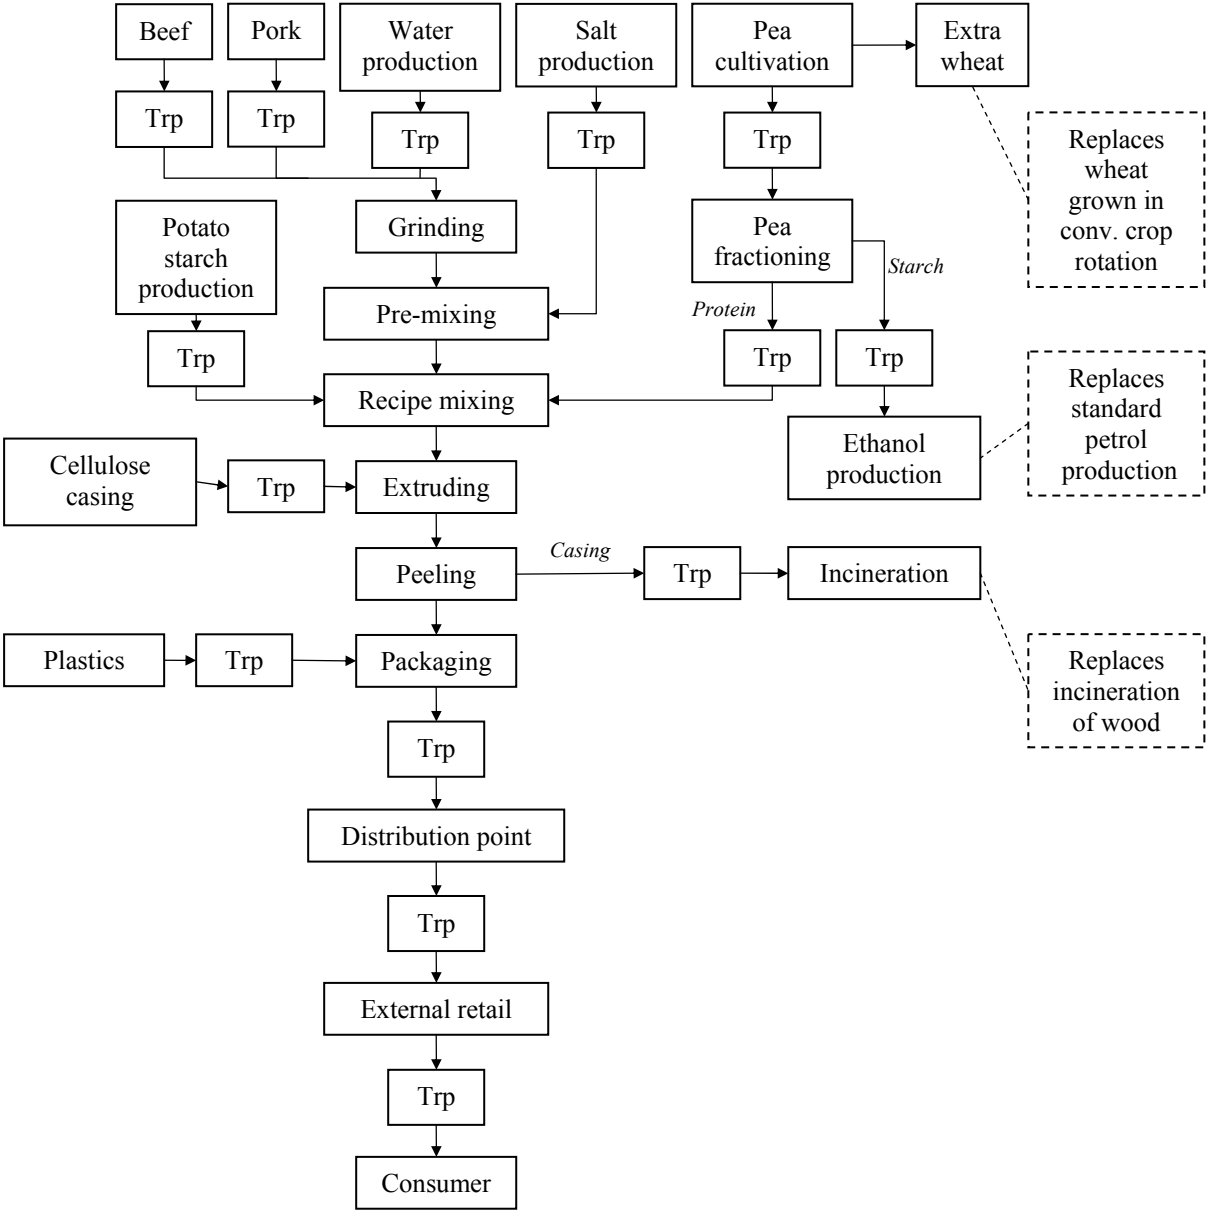 Beef
Pork
Water
production
Salt
production
Pea
cultivation
Extra
wheat
Trp
Trp
Trp
Trp
Trp
Replaces
wheat
grown in
conv. crop
rotation
Potato
starch
production
Grinding
Pea
fractioning
Starch
Protein
Pre-mixing
Trp
Trp
Trp
Recipe mixing
Replaces
standard
petrol
production
Ethanol
production
Cellulose
casing
Trp
Extruding
Peeling
Casing
Trp
Incineration
Plastics
Trp
Packaging
Replaces
incineration
of wood
Trp
Distribution point
Trp
External retail
Trp
Consumer